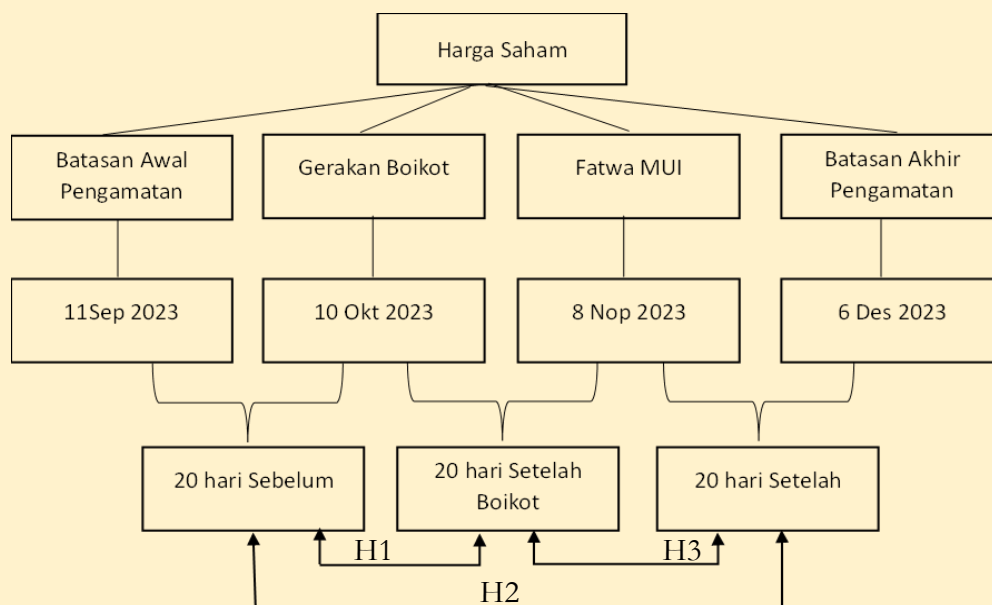 Harga Saham
Batasan Awal
Pengamatan
Gerakan Boikot
Fatwa MUI
Batasan Akhir
Pengamatan
11Sep 2023
10 Okt 2023
8 Nop 2023
6 Des 2023
20 hari Sebelum
20 hari Setelah
Boikot
20 hari Setelah
H1
H3
H2